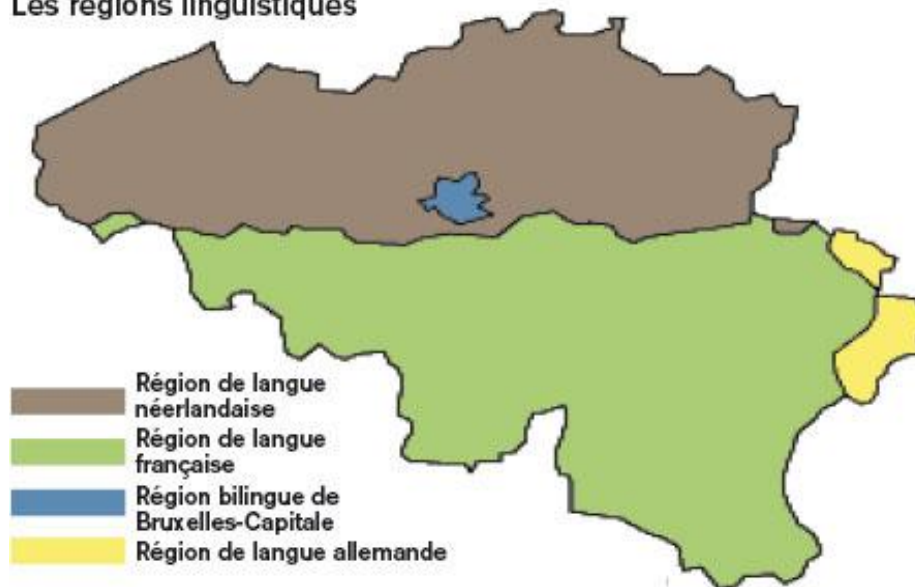 Les régions linguistiques
Région de langue
néerlandaise
Région de langue
française
Région bilingue de
Bruxelles-Capitale
Région de langue allemande